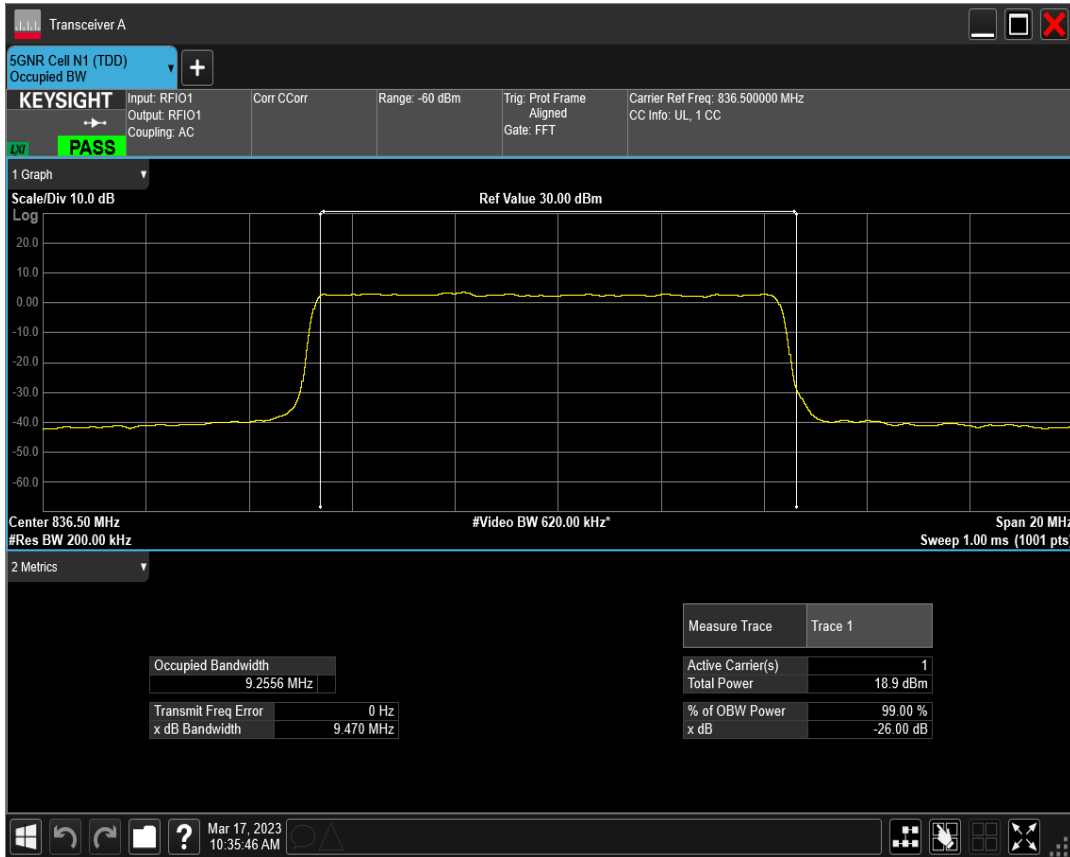 Transceiver A
5GNR Cell N1 (TDD)
Occupied BW
+
KEYSIGHT
LXI
PASS
Input: RFIO1
Output: RFIO1
Coupling: AC
Corr CCorr
Range: -60 dBm
Trig: Prot Frame
Aligned
Gate: FFT
Carrier Ref Freq: 836.500000 MHz
CC Info: UL, 1 CC
1 Graph
Scale/Div 10.0 dB
Ref Value 30.00 dBm
Log
20.0
10.0
0.00
-10.0
-20.0
-30.0
-40.0
-50.0
-60.0
Center 836.50 MHz
#Video BW 620.00 kHz*
Span 20 MHz
#Res BW 200.00 kHz
Sweep 1.00 ms (1001 pts)
2 Metrics
Measure Trace Trace 1
Occupied Bandwidth
9.2556 MHz
Active Carrier(s) 1
Total Power 18.9 dBm
Transmit Freq Error 0 Hz
x dB Bandwidth 9.470 MHz
% of OBW Power 99.00 %
x dB -26.00 dB
?
Mar 17, 2023
10:35:46 AM